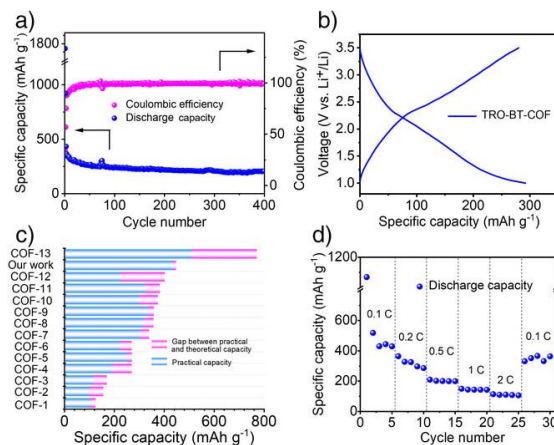 a)
Specific capacity (mAh g⁻¹)
1800
1000
500
250
0
0 100 200 300 400
Cycle number
Coulombic efficiency (%)
100
50
25
0
Coulombic efficiency
Discharge capacity
b)
Voltage (V vs. Li⁺/Li)
3.5
3.0
2.5
2.0
1.5
1.0
0 100 200 300
Specific capacity (mAh g⁻¹)
TRO-BT-COF
c)
COF-13
Our work
COF-12
COF-11
COF-10
COF-9
COF-8
COF-7
COF-6
COF-5
COF-4
COF-3
COF-2
COF-1
Gap between practical
and theoretical capacity
Practical capacity
0 200 400 600 800
Specific capacity (mAh g⁻¹)
d)
Specific capacity (mAh g⁻¹)
1200
600
400
200
0
Discharge capacity
0.1 C
0.2 C
0.5 C
1 C
2 C
0.1 C
0 5 10 15 20 25 30
Cycle number